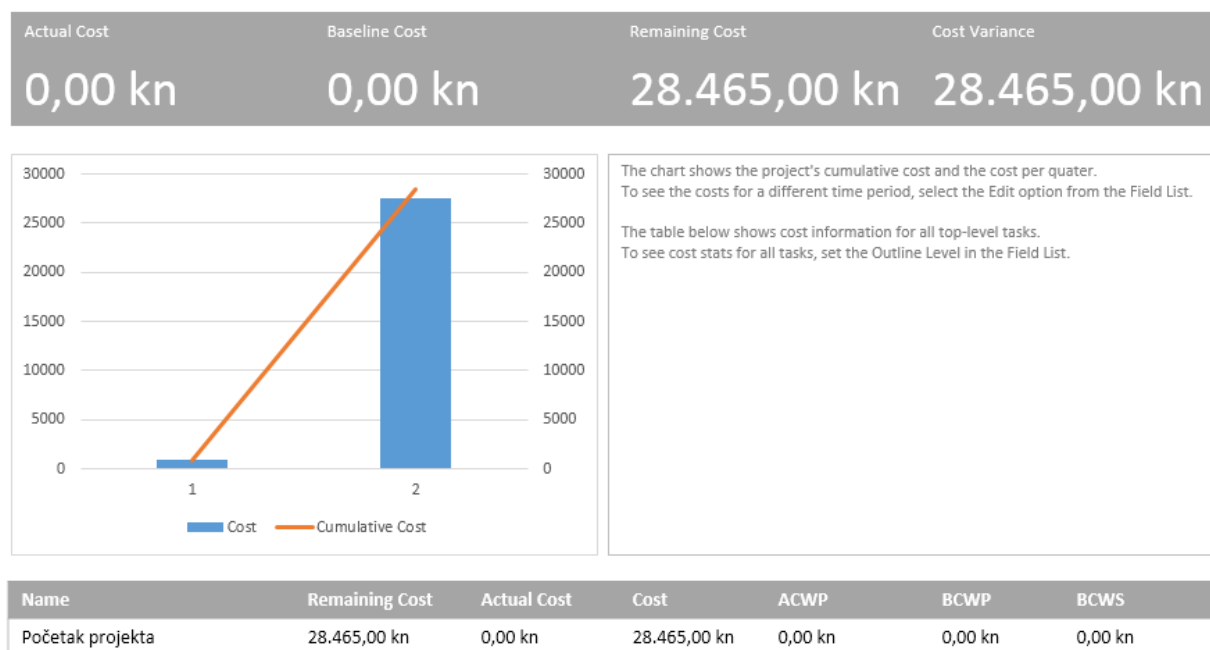 Actual Cost Baseline Cost Remaining Cost Cost Variance
0,00 kn 0,00 kn 28.465,00 kn 28.465,00 kn
30000 30000
25000 25000
20000 20000
15000 15000
10000 10000
5000 5000
0 0
1 2
Cost Cumulative Cost
The chart shows the project's cumulative cost and the cost per quater.
To see the costs for a different time period, select the Edit option from the Field List.
The table below shows cost information for all top-level tasks.
To see cost stats for all tasks, set the Outline Level in the Field List.
Name Remaining Cost Actual Cost Cost ACWP BCWP BCWS
Početak projekta 28.465,00 kn 0,00 kn 28.465,00 kn 0,00 kn 0,00 kn 0,00 kn